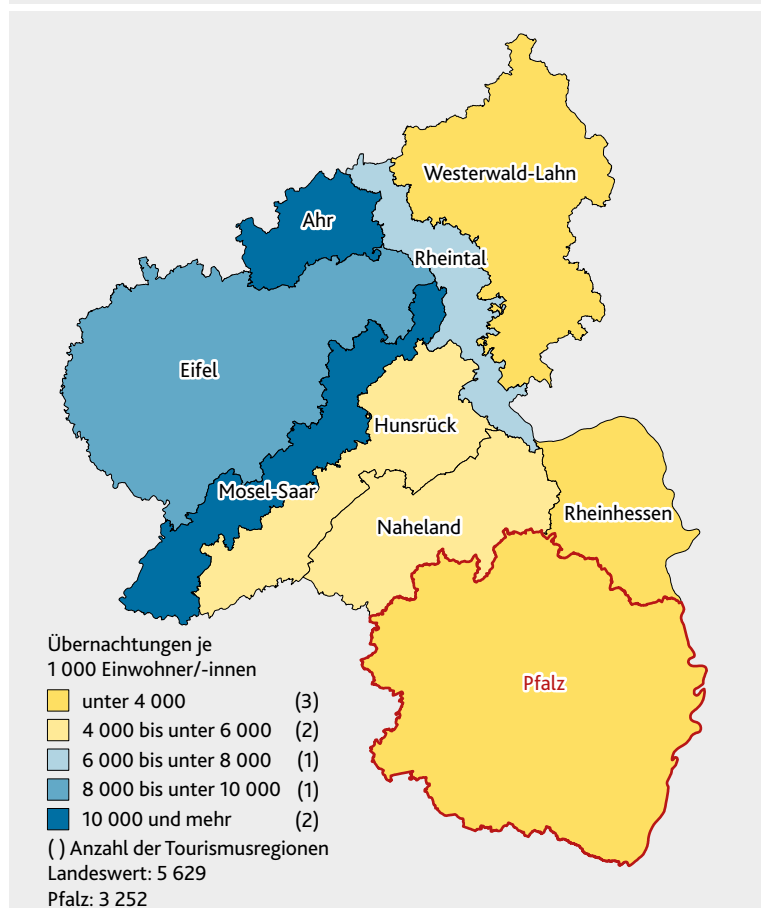 Westerwald-Lahn
Ahr
Rheintal
Eifel
Hunsrück
Mosel-Saar
Naheland
Rheinhessen
Pfalz
Übernachtungen je
1 000 Einwohner/-innen
unter 4 000 (3)
4 000 bis unter 6 000 (2)
6 000 bis unter 8 000 (1)
8 000 bis unter 10 000 (1)
10 000 und mehr (2)
( ) Anzahl der Tourismusregionen
Landeswert: 5 629
Pfalz: 3 252